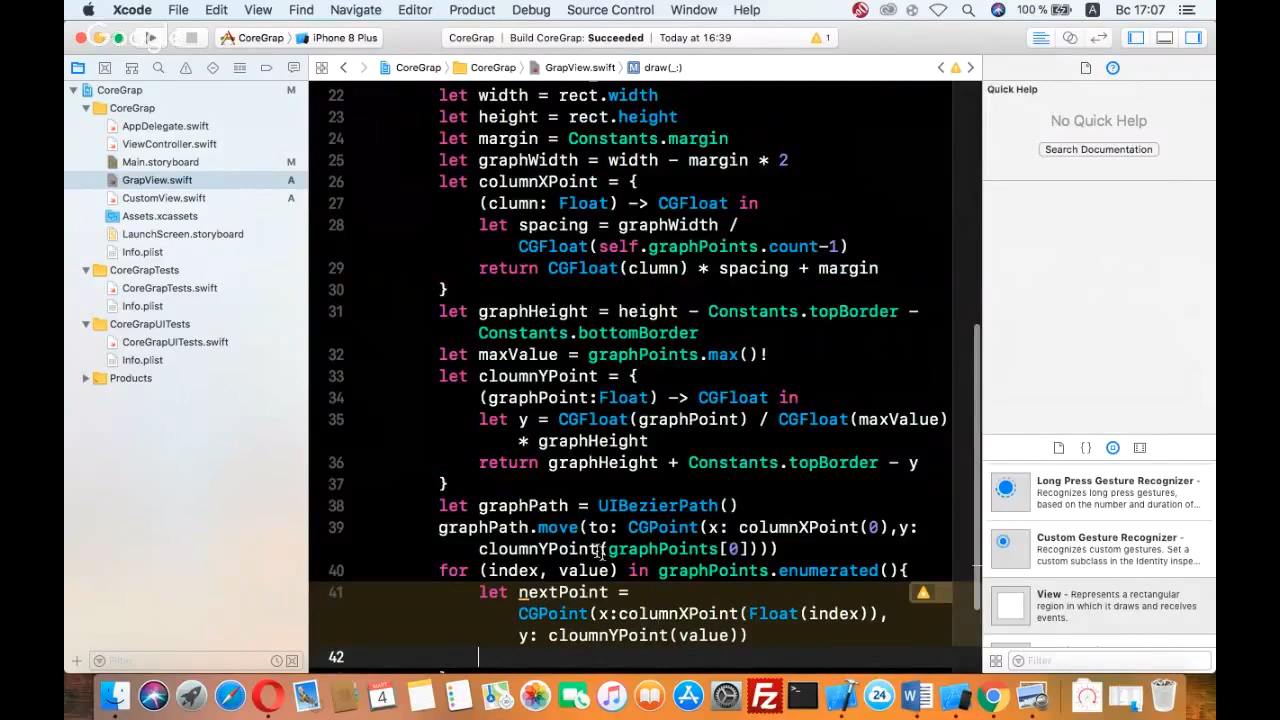 Xcode File Edit View Find Navigate Editor Product Debug Source Control Window Help 100 % A Вс 17:07
CoreGrap iPhone 8 Plus CoreGrap Build CoreGrap: Succeeded Today at 16:39 1
CoreGrap CoreGrap GrapView.swift M draw(_:)
CoreGrap M
CoreGrap
AppDelegate.swift
ViewController.swift
Main.storyboard M
GrapView.swift A
CustomView.swift A
Assets.xcassets
LaunchScreen.storyboard
Info.plist
CoreGrapTests
CoreGrapTests.swift
Info.plist
CoreGrapUITests
CoreGrapUITests.swift
Info.plist
Products
Filter
22 let width = rect.width
23 let height = rect.height
24 let margin = Constants.margin
25 let graphWidth = width - margin * 2
26 let columnXPoint = {
27 (clumn: Float) -> CGFloat in
28 let spacing = graphWidth /
CGFloat(self.graphPoints.count-1)
29 return CGFloat(clumn) * spacing + margin
30 }
31 let graphHeight = height - Constants.topBorder -
Constants.bottomBorder
32 let maxValue = graphPoints.max()!
33 let cloumnYPoint = {
34 (graphPoint:Float) -> CGFloat in
35 let y = CGFloat(graphPoint) / CGFloat(maxValue)
* graphHeight
36 return graphHeight + Constants.topBorder - y
37 }
38 let graphPath = UIBezierPath()
39 graphPath.move(to: CGPoint(x: columnXPoint(0),y:
cloumnYPoint(graphPoints[0])))
40 for (index, value) in graphPoints.enumerated(){
41 let nextPoint =
CGPoint(x:columnXPoint(Float(index)),
y: cloumnYPoint(value))
42
Quick Help
No Quick Help
Search Documentation
Long Press Gesture Recognizer -
Recognizes long press gestures,
based on the number and duration of...
Custom Gesture Recognizer -
Recognizes custom gestures. Set a
custom subclass in the identity inspe...
View - Represents a rectangular
region in which it draws and receives
events.
Filter
4 24 W Fz